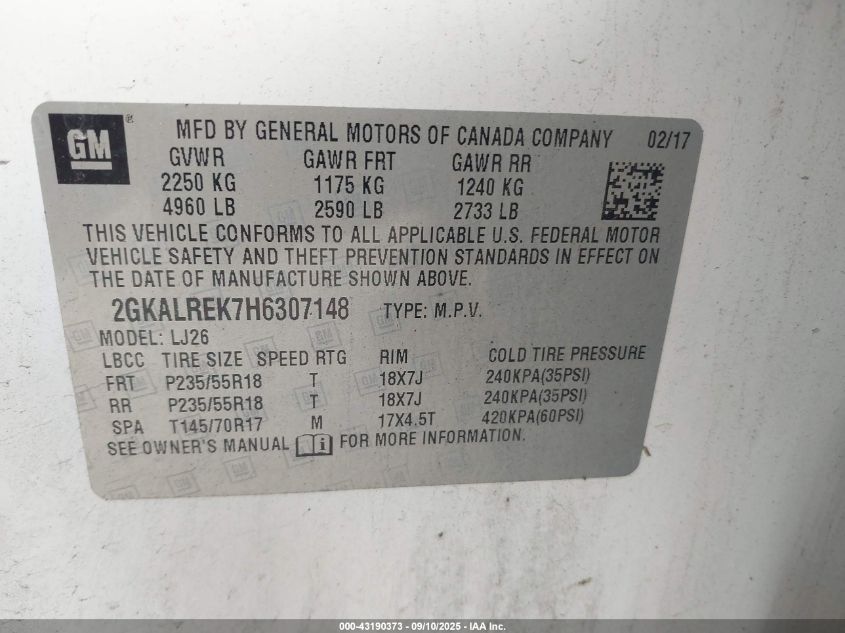 GM
MFD BY GENERAL MOTORS OF CANADA COMPANY 02/17
GVWR GAWR FRT GAWR RR
2250 KG 1175 KG 1240 KG
4960 LB 2590 LB 2733 LB
THIS VEHICLE CONFORMS TO ALL APPLICABLE U.S. FEDERAL MOTOR
VEHICLE SAFETY AND THEFT PREVENTION STANDARDS IN EFFECT ON
THE DATE OF MANUFACTURE SHOWN ABOVE.
2GKALREK7H6307148 TYPE: M.P.V.
MODEL: LJ26
LBCC TIRE SIZE SPEED RTG RIM COLD TIRE PRESSURE
FRT P235/55R18 T 18X7J 240KPA(35PSI)
RR P235/55R18 T 18X7J 240KPA(35PSI)
SPA T145/70R17 M 17X4.5T 420KPA(60PSI)
SEE OWNER'S MANUAL FOR MORE INFORMATION.
000-43190373 - 09/10/2025 - IAA Inc.